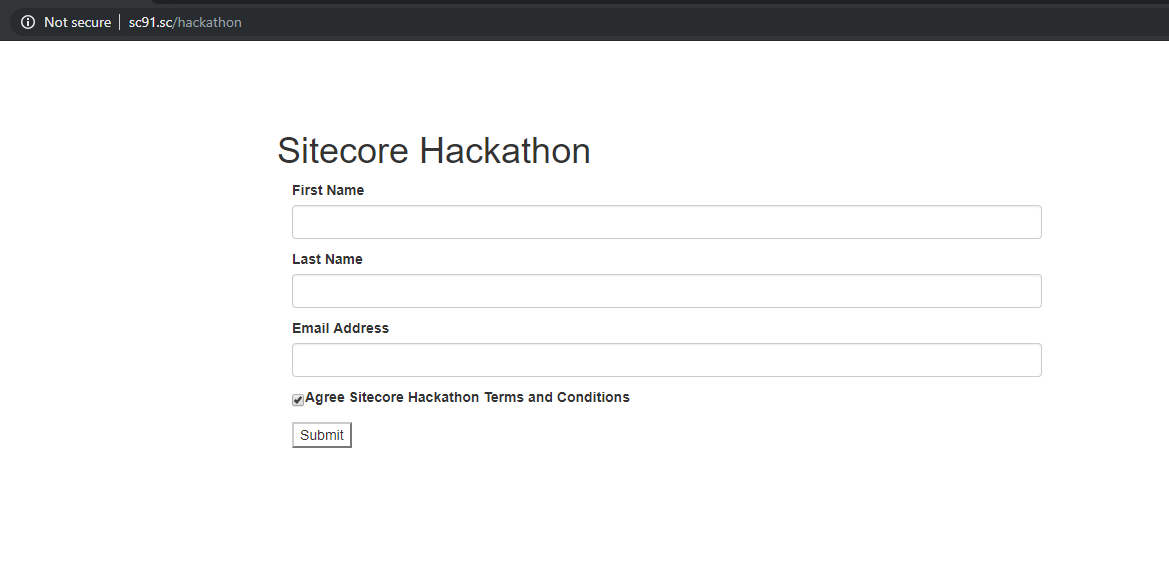 Not secure | sc91.sc/hackathon
Sitecore Hackathon
First Name
Last Name
Email Address
Agree Sitecore Hackathon Terms and Conditions
Submit